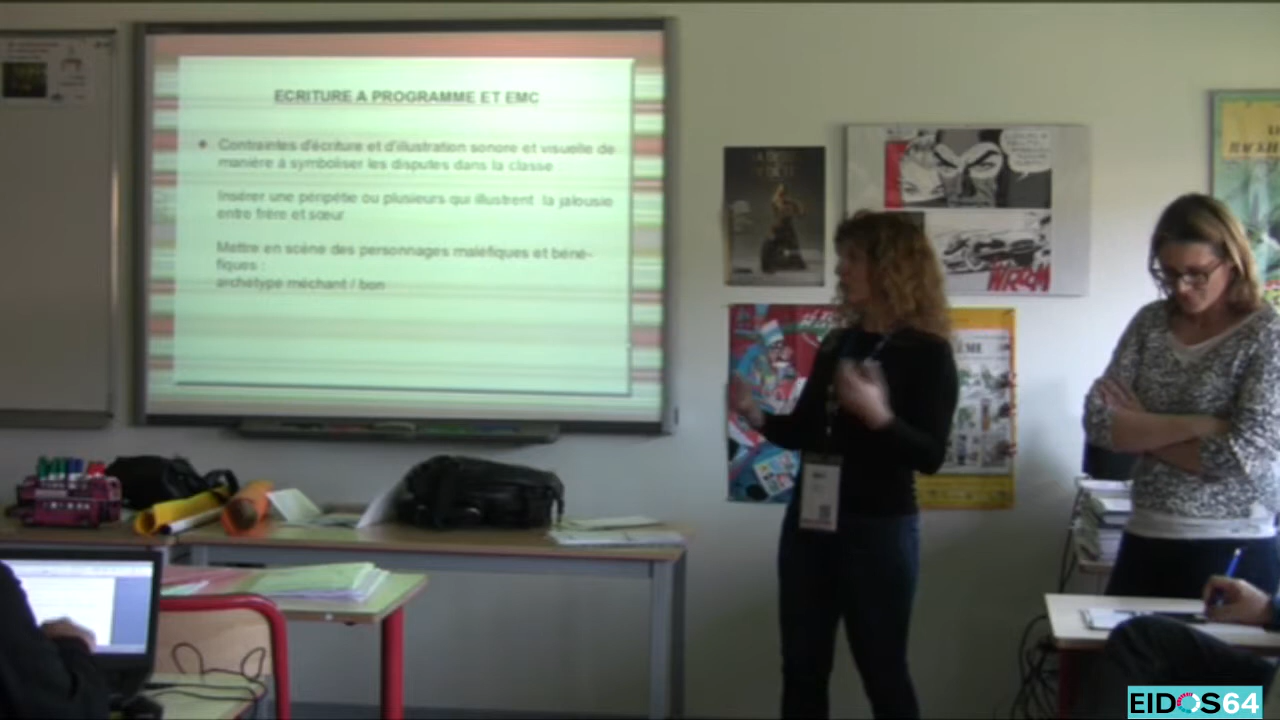 ECRITURE A PROGRAMME ET EMC
Contraintes d'écriture et d'illustration sonore et visuelle de
manière à symboliser les disputes dans la classe
Insérer une péripétie ou plusieurs qui illustrent la jalousie
entre frère et sœur
Mettre en scène des personnages maléfiques et béné-
fiques :
archétype méchant / bon
WROOM
EIDOS64